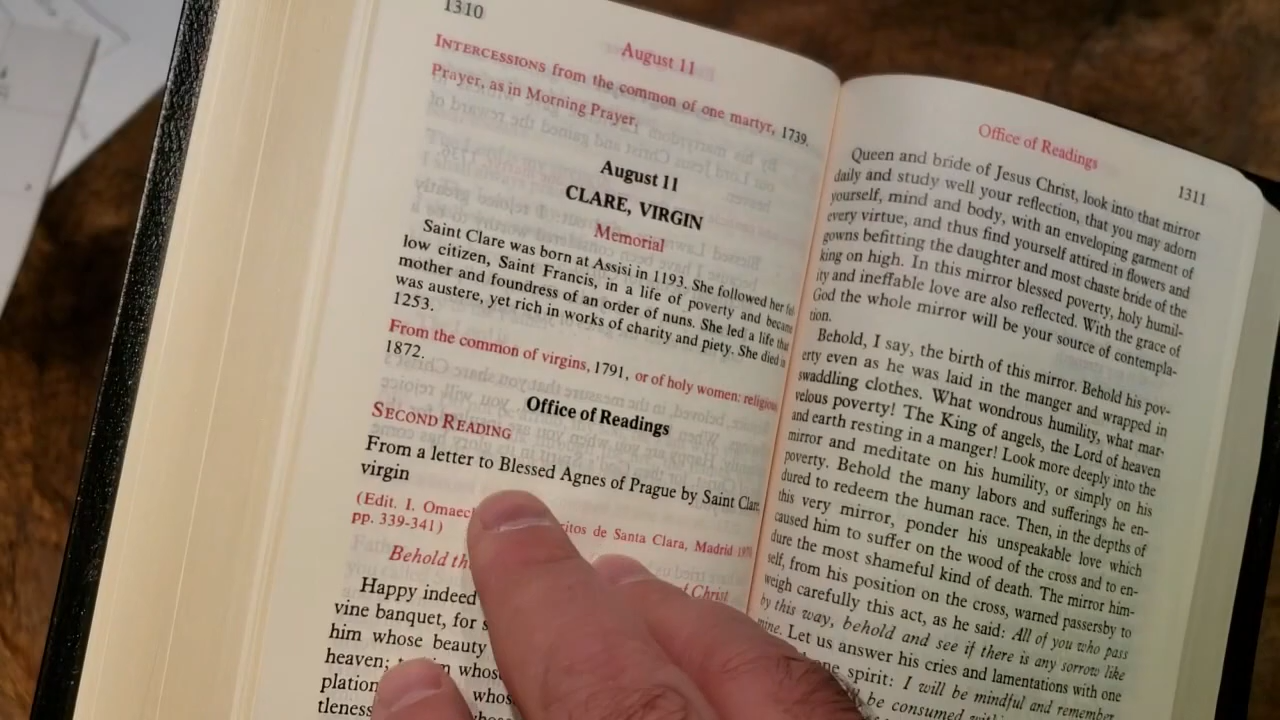 1310
August 11
INTERCESSIONS from the common of one martyr, 1739.
Prayer, as in Morning Prayer.
August 11
CLARE, VIRGIN
Memorial
Saint Clare was born at Assisi in 1193. She followed her fel
low citizen, Saint Francis, in a life of poverty and became
mother and foundress of an order of nuns. She led a life tha
was austere, yet rich in works of charity and piety. She died i
1253.
From the common of virgins, 1791, or of holy women: religious
1872.
Office of Readings
SECOND READING
From a letter to Blessed Agnes of Prague by Saint Clare,
virgin
(Edit. I. Omaec ritos de Santa Clara, Madrid 1970
pp. 339-341)
Behold th of Christ
Happy indeed
vine banquet, for s
him whose beauty
heaven; whos
plation whos
tleness
Office of Readings
1311
Queen and bride of Jesus Christ, look into that mirror
daily and study well your reflection, that you may adorn
yourself, mind and body, with an enveloping garment of
every virtue, and thus find yourself attired in flowers and
gowns befitting the daughter and most chaste bride of the
king on high. In this mirror blessed poverty, holy humil-
ity and ineffable love are also reflected. With the grace of
God the whole mirror will be your source of contempla-
tion.
Behold, I say, the birth of this mirror. Behold his pov-
erty even as he was laid in the manger and wrapped in
swaddling clothes. What wondrous humility, what mar-
velous poverty! The King of angels, the Lord of heaven
and earth resting in a manger! Look more deeply into the
mirror and meditate on his humility, or simply on his
poverty. Behold the many labors and sufferings he en-
dured to redeem the human race. Then, in the depths of
this very mirror, ponder his unspeakable love which
caused him to suffer on the wood of the cross and to en-
dure the most shameful kind of death. The mirror him-
self, from his position on the cross, warned passersby to
weigh carefully this act, as he said: All of you who pass
by this way, behold and see if there is any sorrow like
mine. Let us answer his cries and lamentations with one
one spirit: I will be mindful and remember
be consumed